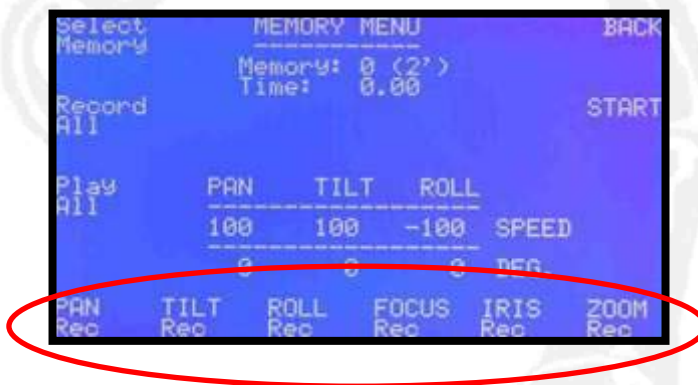 Select MEMORY MENU BACK
Memory
Memory: 0 (2')
Time: 0.00
Record START
All
Play PAN TILT ROLL
All
100 100 -100 SPEED
0 0 0 DEG.
PAN TILT ROLL FOCUS IRIS ZOOM
Rec Rec Rec Rec Rec Rec